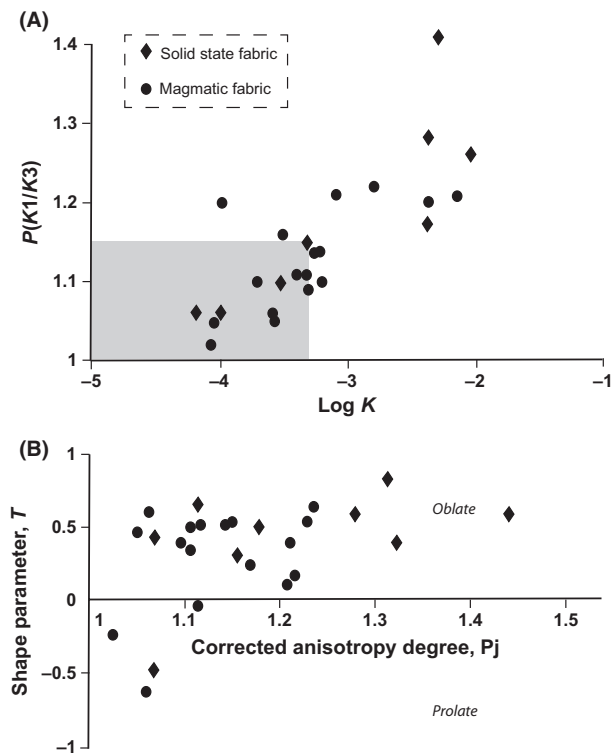 (A)
1.4
1.3
1.2
1.1
1
P(K1/K3)
Solid state fabric
Magmatic fabric
–5 –4 –3 –2 –1
Log K
(B)
1
0.5
0
–0.5
–1
Shape parameter, T
Oblate
1 1.1 1.2 1.3 1.4 1.5
Corrected anisotropy degree, Pj
Prolate